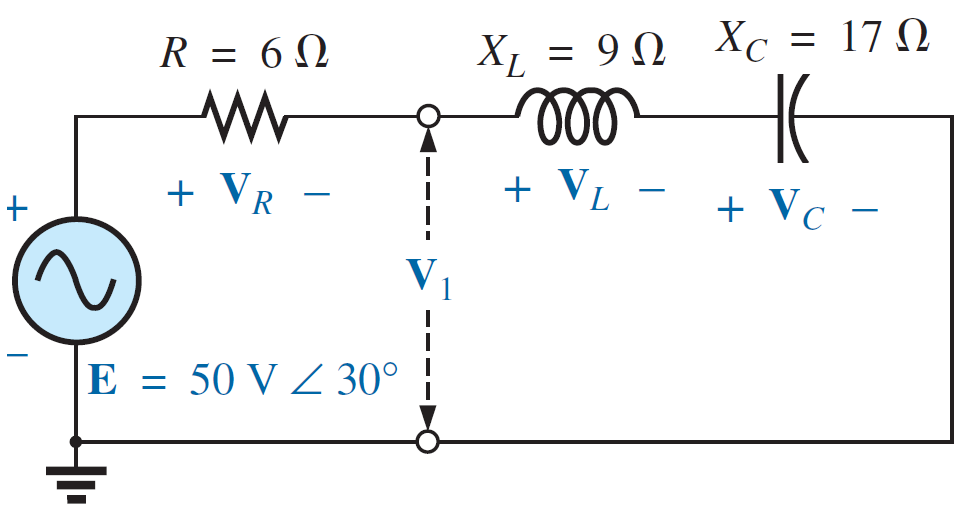 R = 6 Ω
X_L = 9 Ω
X_C = 17 Ω
+ V_R −
+ V_L −
+ V_C −
+
V_1
−
E = 50 V ∠ 30°